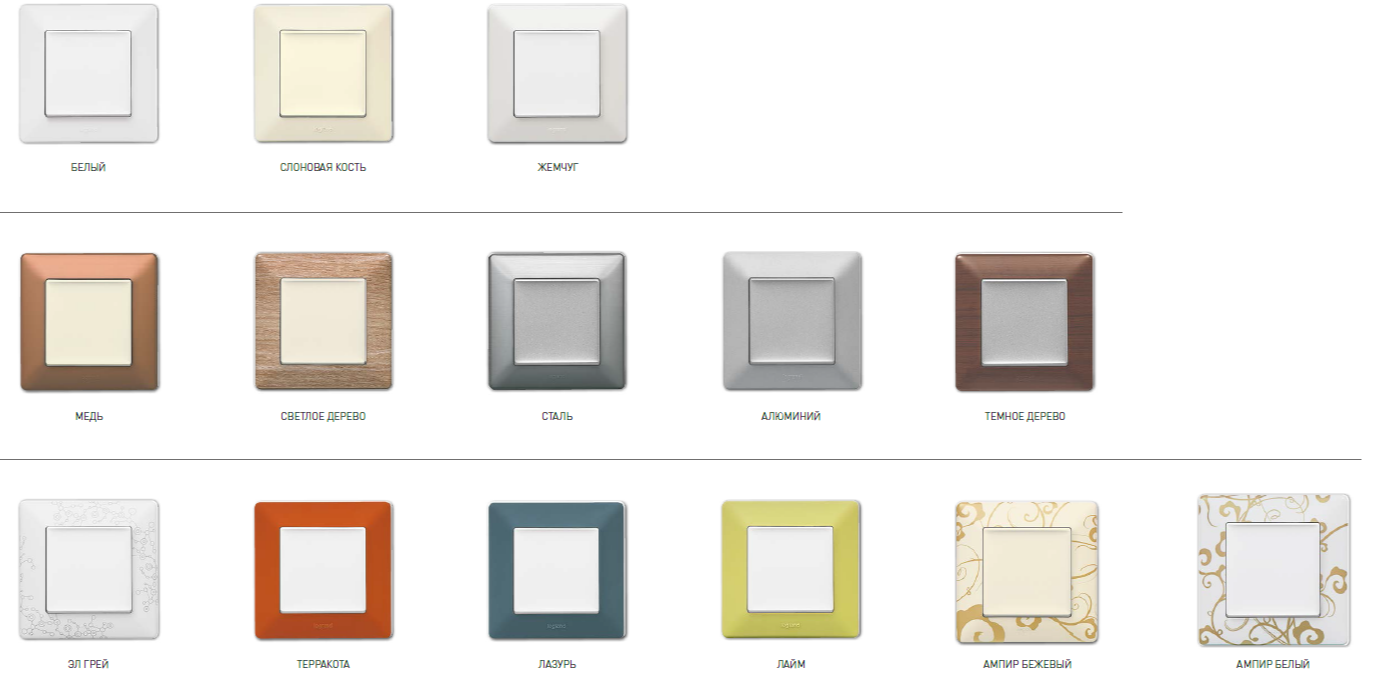 БЕЛЫЙ
СЛОНОВАЯ КОСТЬ
ЖЕМЧУГ
МЕДЬ
СВЕТЛОЕ ДЕРЕВО
СТАЛЬ
АЛЮМИНИЙ
ТЕМНОЕ ДЕРЕВО
ЭЛ ГРЕЙ
ТЕРРАКОТА
ЛАЗУРЬ
ЛАЙМ
АМПИР БЕЖЕВЫЙ
АМПИР БЕЛЫЙ